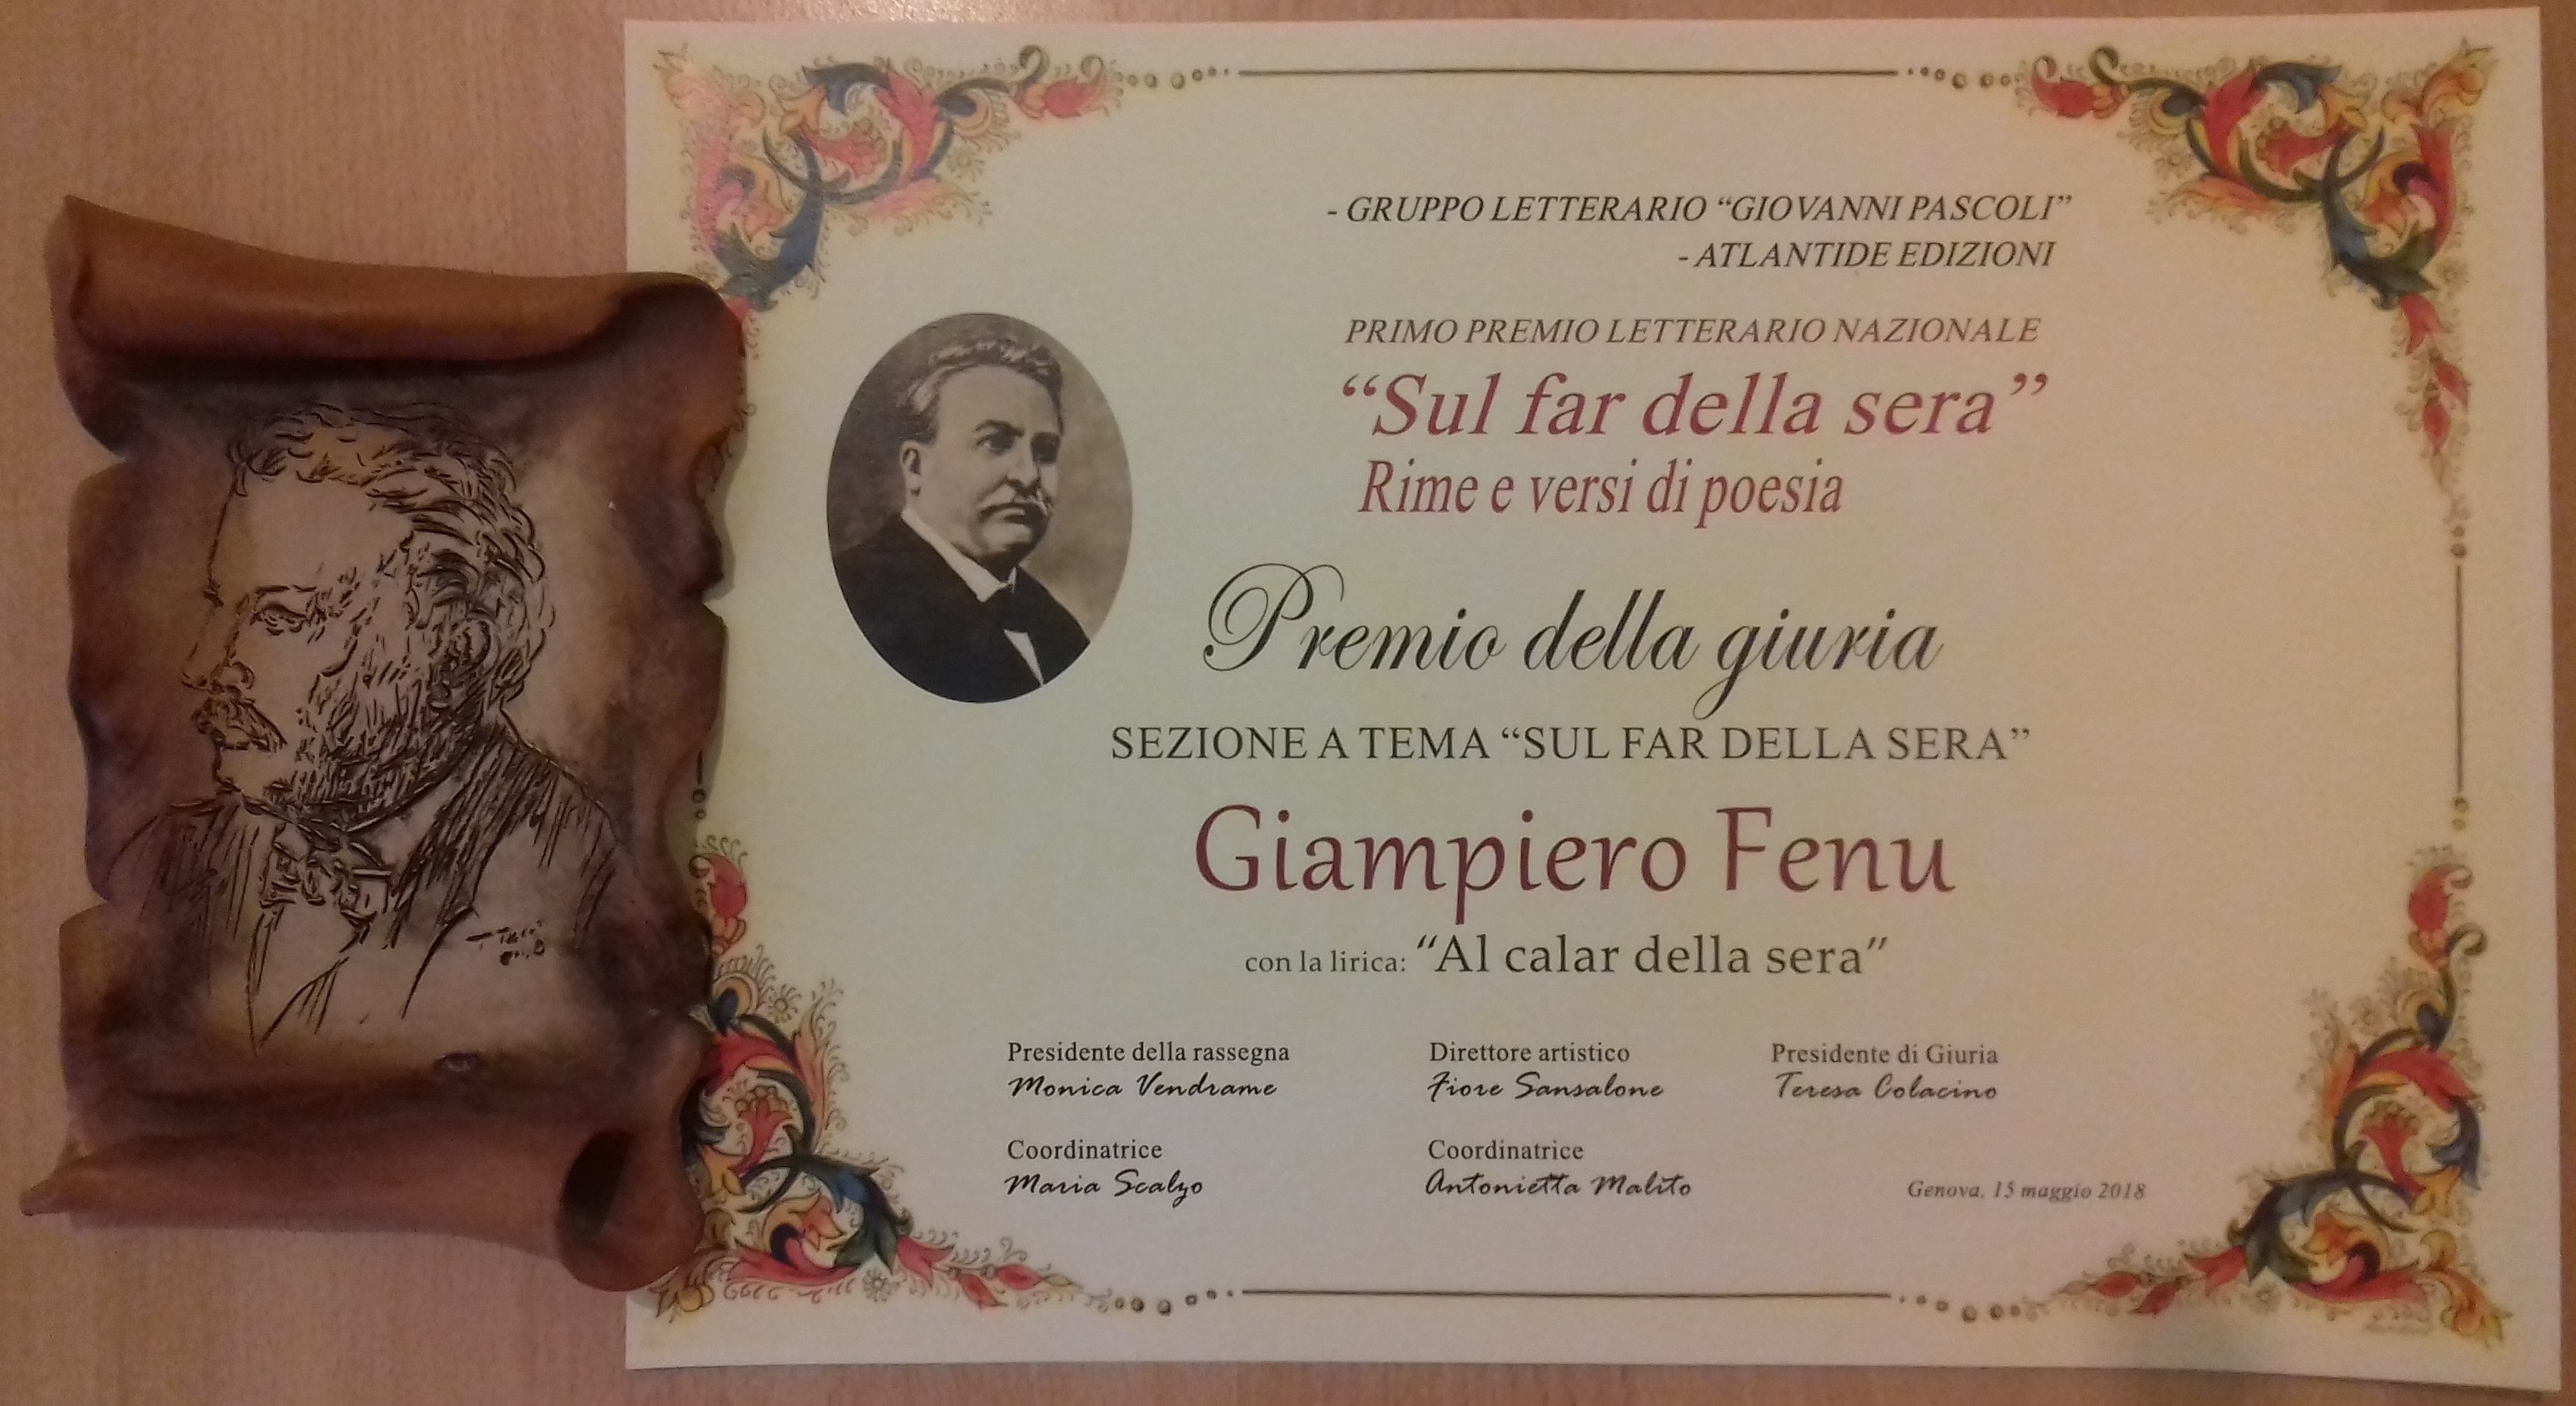 - GRUPPO LETTERARIO “GIOVANNI PASCOLI”
- ATLANTIDE EDIZIONI
PRIMO PREMIO LETTERARIO NAZIONALE
“Sul far della sera”
Rime e versi di poesia
Premio della giuria
SEZIONE A TEMA “SUL FAR DELLA SERA”
Giampiero Fenu
con la lirica: “Al calar della sera”
Presidente della rassegna
Monica Vendrame
Direttore artistico
Fiore Sansalone
Presidente di Giuria
Teresa Colacino
Coordinatrice
Maria Scalzo
Coordinatrice
Antonietta Malito
Genova, 15 maggio 2018